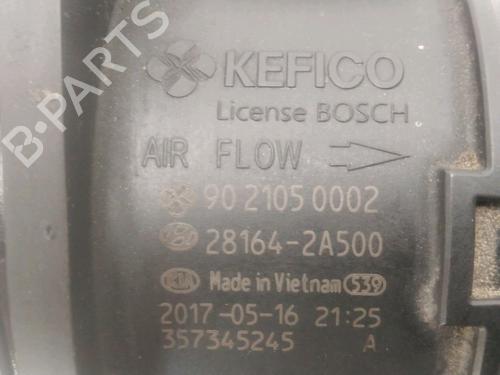 B-PARTS
KEFICO
License BOSCH
AIR FLOW
90 2105 0002
28164-2A500
KIA Made in Vietnam 539
2017-05-16 21:25
357345245 A